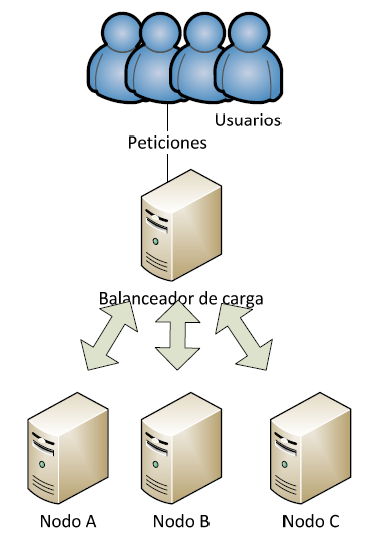 Usuarios
Peticiones
Balanceador de carga
Nodo A
Nodo B
Nodo C